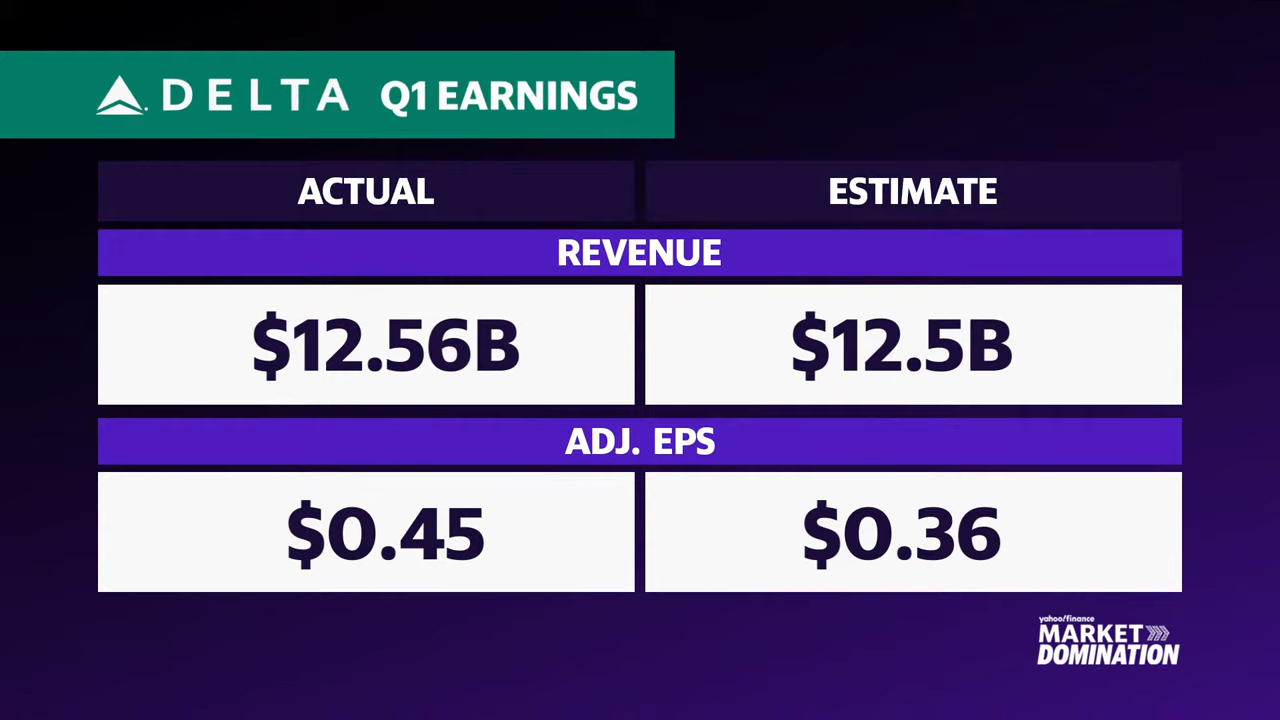 DELTA Q1 EARNINGS
ACTUAL ESTIMATE
REVENUE
$12.56B $12.5B
ADJ. EPS
$0.45 $0.36
yahoo!finance
MARKET
DOMINATION